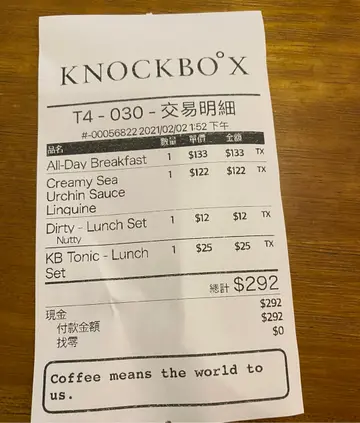 KNOCKBO°X
T4 - 030 - 交易明細
#-00056822 2021/02/02 1:52 下午
品名 數量 單價 金額
All-Day Breakfast 1 $133 $133 TX
Creamy Sea 1 $122 $122 TX
Urchin Sauce
Linguine
Dirty - Lunch Set 1 $12 $12 TX
Nutty
KB Tonic - Lunch 1 $25 $25 TX
Set
總計 $292
現金 $292
付款金額 $292
找零 $0
Coffee means the world to
us.